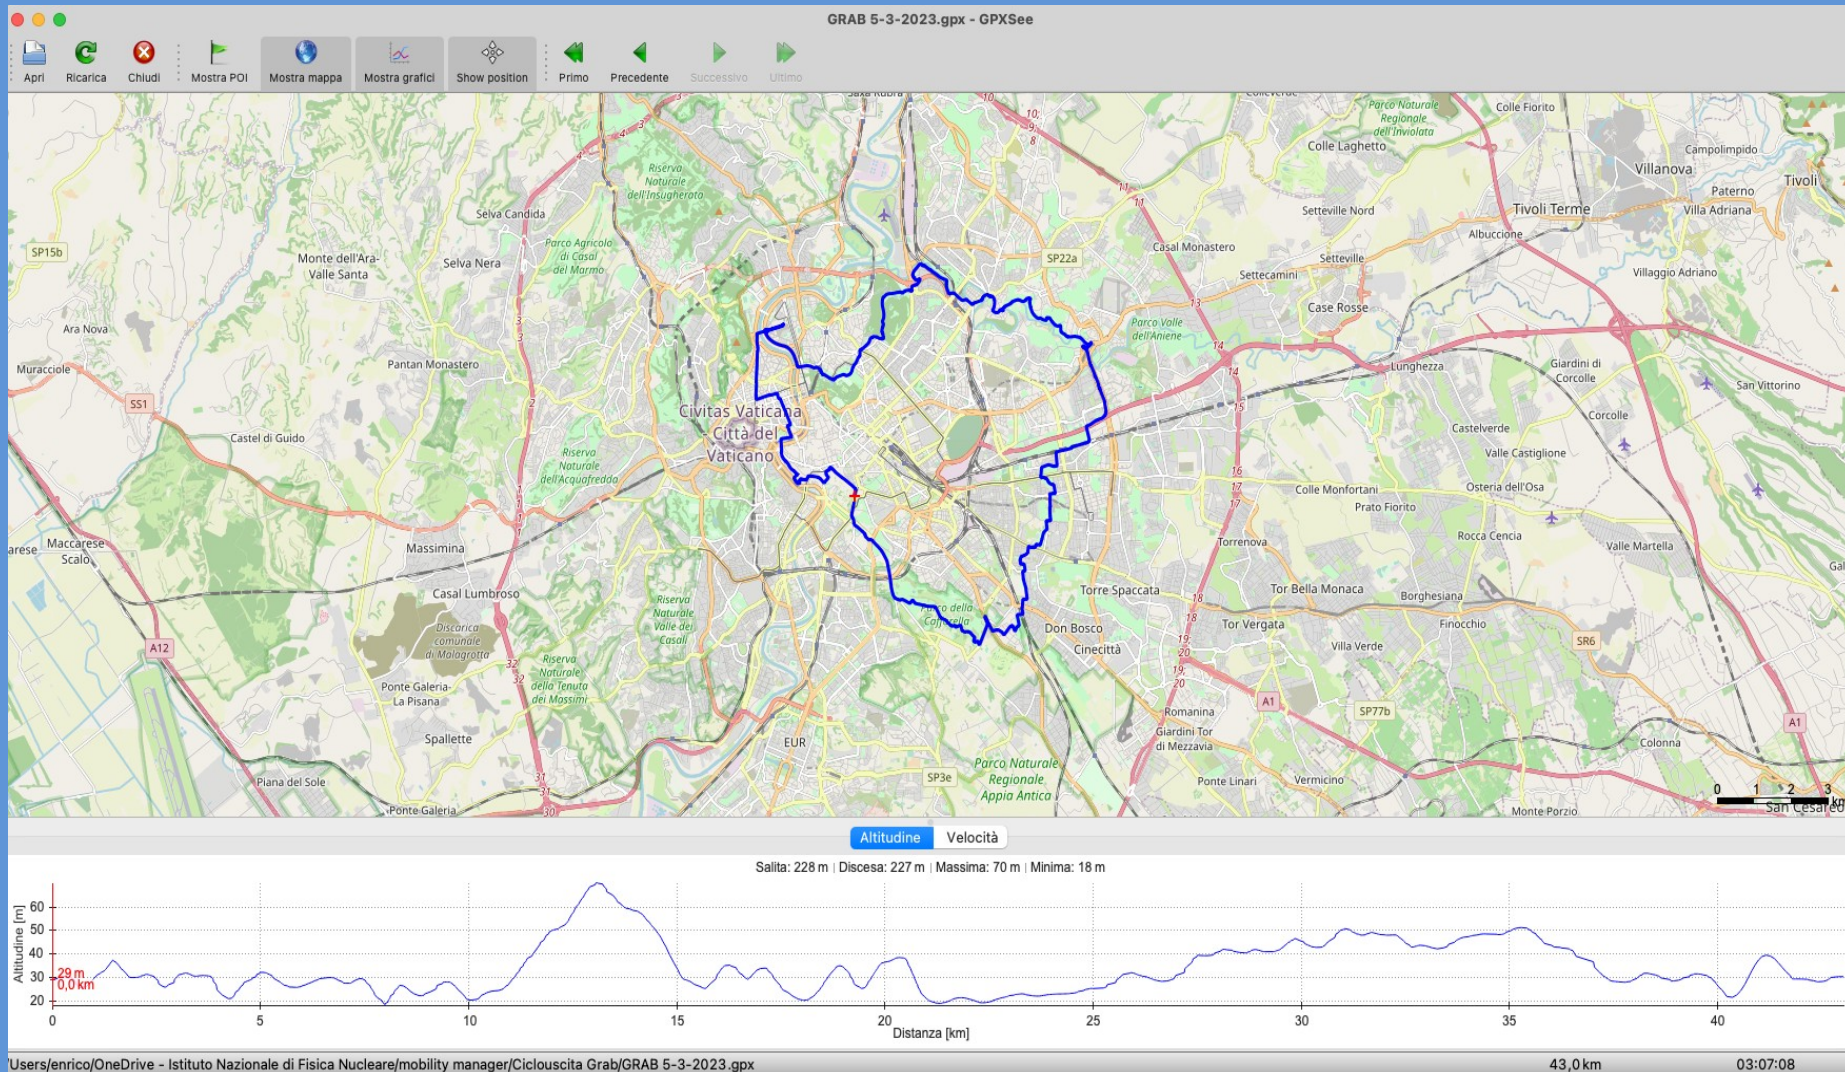 GRAB 5-3-2023.gpx - GPXSee
Apri
Ricarica
Chiudi
Mostra POI
Mostra mappa
Mostra grafici
Show position
Primo
Precedente
Successivo
Ultimo
Saxa Rubra
Parco Naturale
Regionale
dell'Inviolata
Colle Fiorito
Colle Laghetto
Campolimpido
Villanova
Tivoli
Paterno
Villa Adriana
Tivoli Terme
Riserva
Naturale
dell'Insugherata
Selva Candida
Setteville Nord
Albuccione
SP15b
Monte dell'Ara-
Valle Santa
Selva Nera
Parco Agricolo
di Casal
del Marmo
SP22a
Casal Monastero
Settecamini
Setteville
Villaggio Adriano
Case Rosse
Ara Nova
Parco Valle
dell'Aniene
Muracciole
Pantan Monastero
Lunghezza
Giardini di
Corcolle
San Vittorino
SS1
Civitas Vaticana
Città del
Vaticano
Corcolle
Castel di Guido
Castelverde
Valle Castiglione
Riserva
Naturale
dell'Acquafredda
Colle Monfortani
Osteria dell'Osa
Prato Fiorito
Rocca Cencia
Maccarese
Scalo
Massimina
Torrenova
Valle Martella
Casal Lumbroso
Riserva
Naturale
Valle dei
Casali
Torre Spaccata
Tor Bella Monaca
Borghesiana
Discarica
comunale
di Malagrotta
Don Bosco
Tor Vergata
Finocchio
SR6
A12
Cinecittà
Villa Verde
Riserva
Naturale
della Tenuta
dei Massimi
Ponte Galeria-
La Pisana
A1
SP77b
Romanina
A1
Spallette
EUR
Giardini Tor
di Mezzavia
Colonna
Piana del Sole
SP3e
Parco Naturale
Regionale
Appia Antica
Ponte Linari
Vermicino
Ponte Galeria
Monte Porzio
San Cesareo
0 1 2 3 km
Altitudine
Velocità
Salita: 228 m | Discesa: 227 m | Massima: 70 m | Minima: 18 m
Altitudine [m]
60
50
40
30
20
29 m
0,0 km
0 5 10 15 20 25 30 35 40
Distanza [km]
/Users/enrico/OneDrive - Istituto Nazionale di Fisica Nucleare/mobility manager/Ciclouscita Grab/GRAB 5-3-2023.gpx
43,0 km
03:07:08